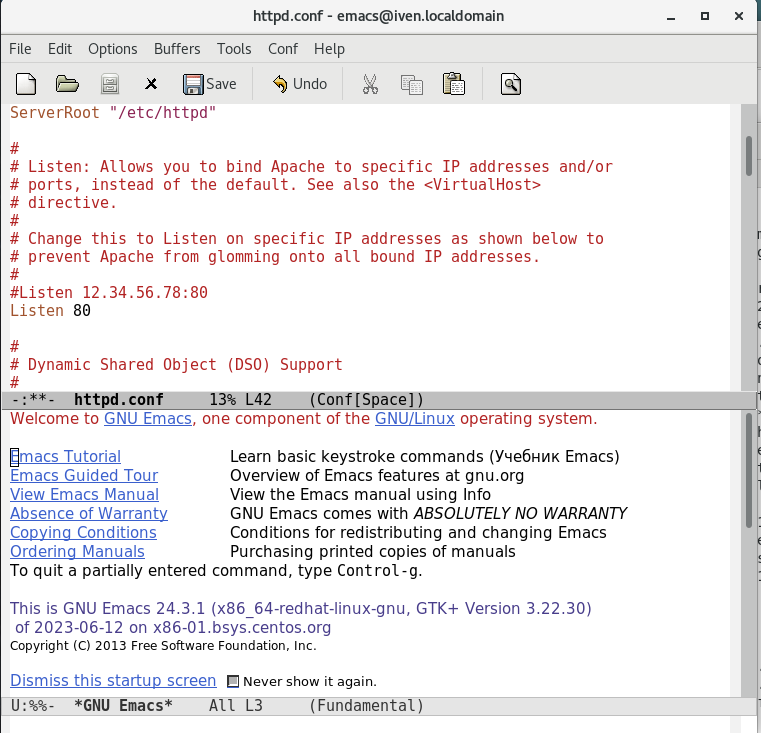 httpd.conf - emacs@iven.localdomain
File Edit Options Buffers Tools Conf Help
Save Undo
ServerRoot "/etc/httpd"
#
# Listen: Allows you to bind Apache to specific IP addresses and/or
# ports, instead of the default. See also the <VirtualHost>
# directive.
#
# Change this to Listen on specific IP addresses as shown below to
# prevent Apache from glomming onto all bound IP addresses.
#
#Listen 12.34.56.78:80
Listen 80
#
# Dynamic Shared Object (DSO) Support
#
-:**- httpd.conf 13% L42 (Conf[Space])
Welcome to GNU Emacs, one component of the GNU/Linux operating system.
Emacs Tutorial Learn basic keystroke commands (Учебник Emacs)
Emacs Guided Tour Overview of Emacs features at gnu.org
View Emacs Manual View the Emacs manual using Info
Absence of Warranty GNU Emacs comes with ABSOLUTELY NO WARRANTY
Copying Conditions Conditions for redistributing and changing Emacs
Ordering Manuals Purchasing printed copies of manuals
To quit a partially entered command, type Control-g.
This is GNU Emacs 24.3.1 (x86_64-redhat-linux-gnu, GTK+ Version 3.22.30)
of 2023-06-12 on x86-01.bsys.centos.org
Copyright (C) 2013 Free Software Foundation, Inc.
Dismiss this startup screen Never show it again.
U:%%- *GNU Emacs* All L3 (Fundamental)